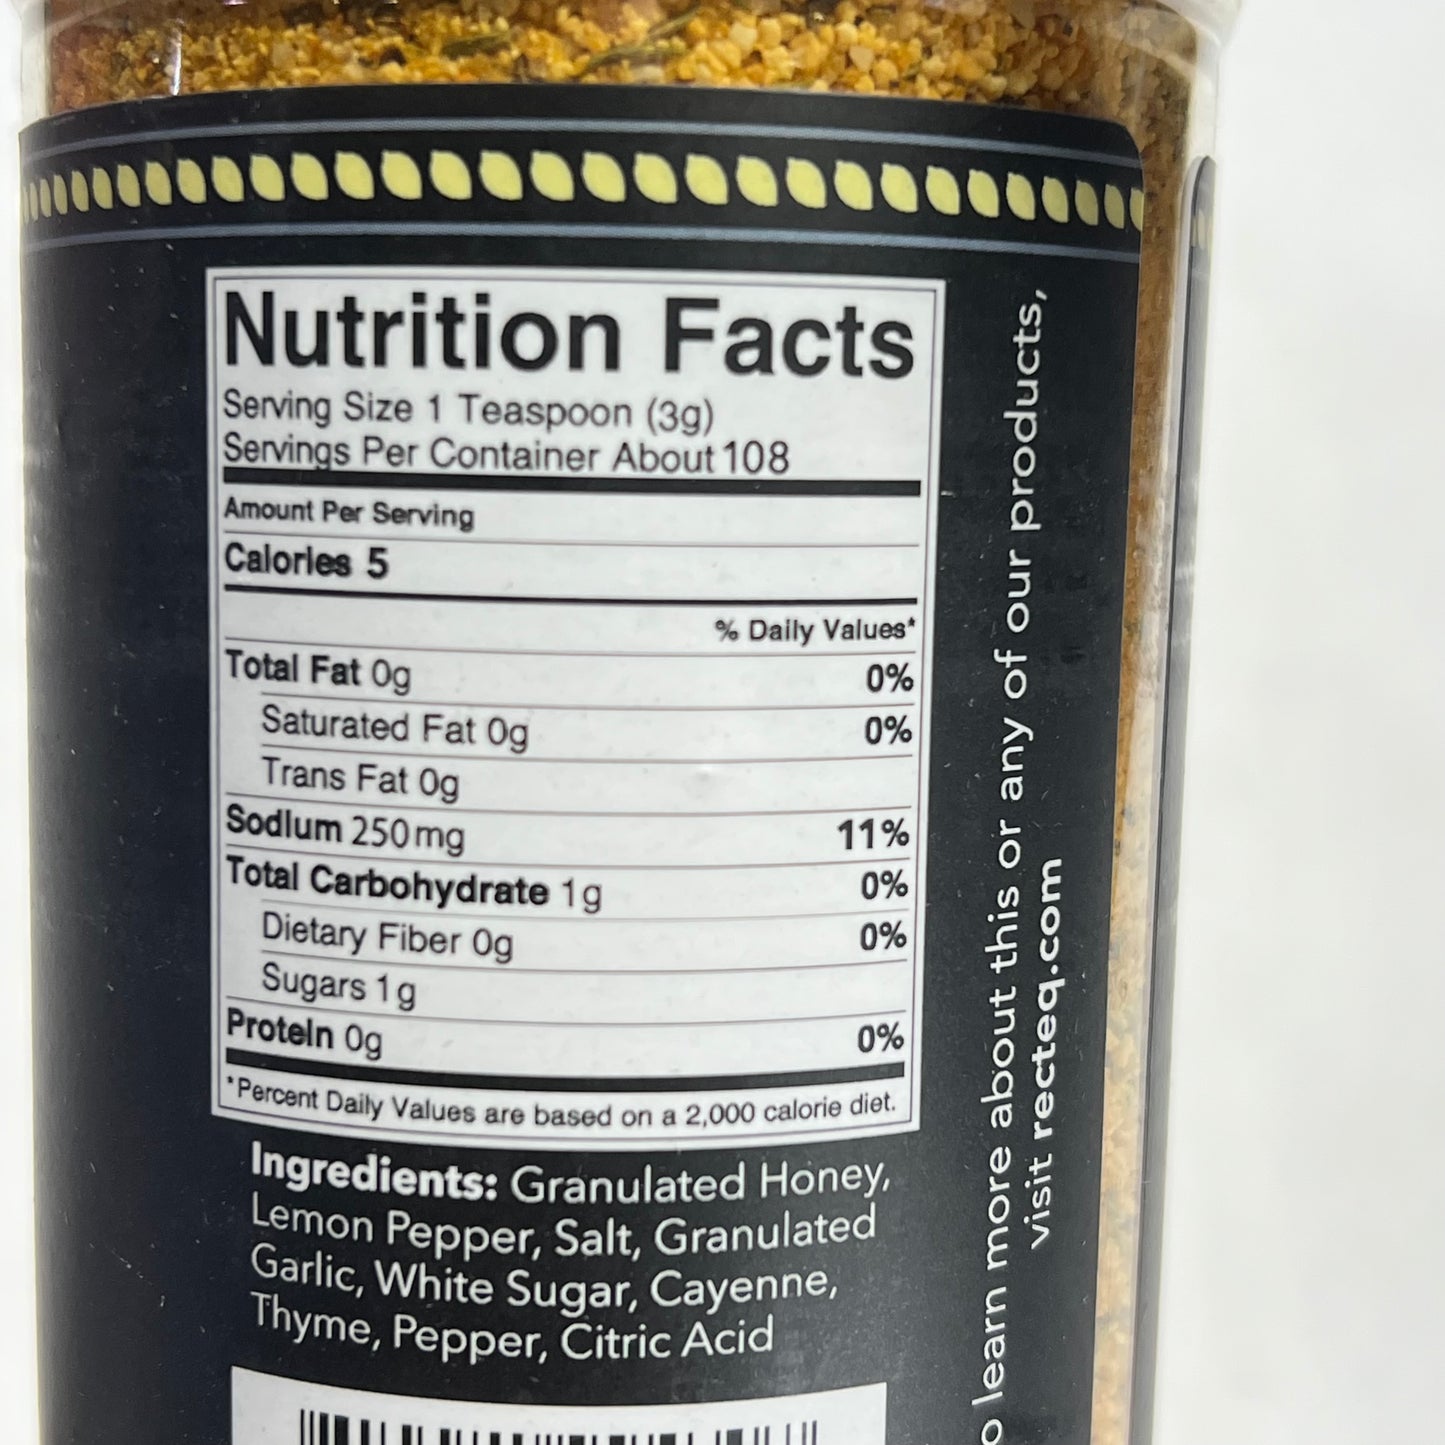 Nutrition Facts
Serving Size 1 Teaspoon (3g)
Servings Per Container About 108
Amount Per Serving
Calories 5
% Daily Values*
Total Fat 0g 0%
Saturated Fat 0g 0%
Trans Fat 0g
Sodium 250mg 11%
Total Carbohydrate 1g 0%
Dietary Fiber 0g 0%
Sugars 1g
Protein 0g 0%
*Percent Daily Values are based on a 2,000 calorie diet.
Ingredients: Granulated Honey,
Lemon Pepper, Salt, Granulated
Garlic, White Sugar, Cayenne,
Thyme, Pepper, Citric Acid
o learn more about this or any of our products,
visit recteq.com